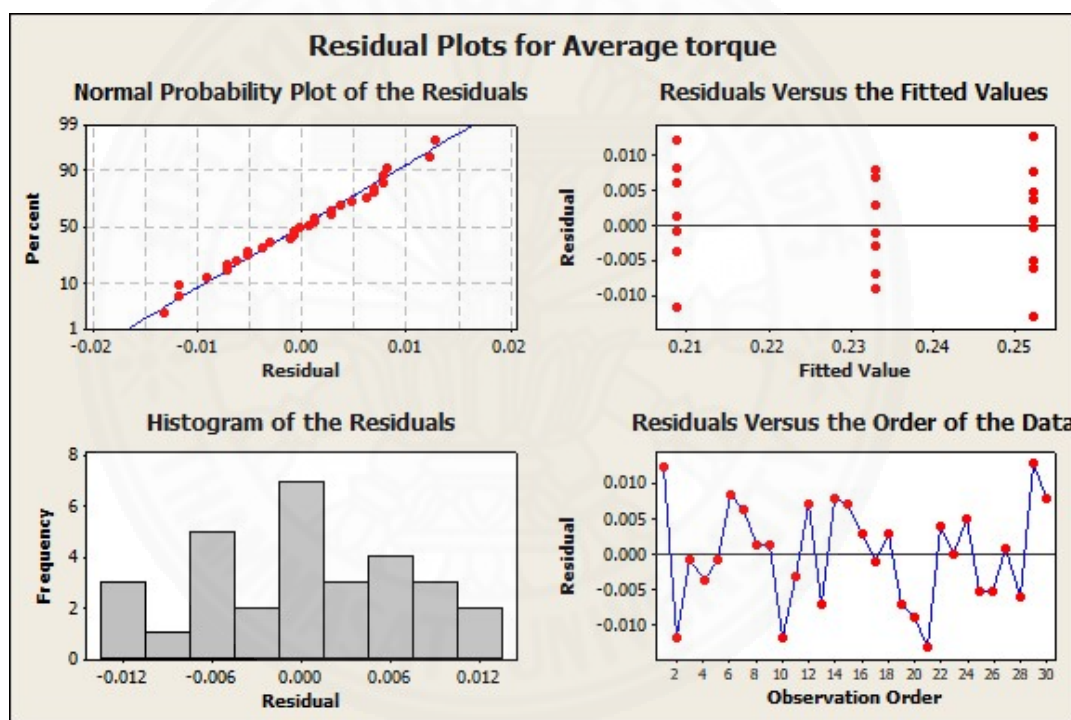 Residual Plots for Average torque
Normal Probability Plot of the Residuals
99
90
50
10
1
Percent
-0.02 -0.01 0.00 0.01 0.02
Residual
Residuals Versus the Fitted Values
0.010
0.005
0.000
-0.005
-0.010
Residual
0.21 0.22 0.23 0.24 0.25
Fitted Value
Histogram of the Residuals
8
6
4
2
0
Frequency
-0.012 -0.006 0.000 0.006 0.012
Residual
Residuals Versus the Order of the Data
0.010
0.005
0.000
-0.005
-0.010
Residual
2 4 6 8 10 12 14 16 18 20 22 24 26 28 30
Observation Order